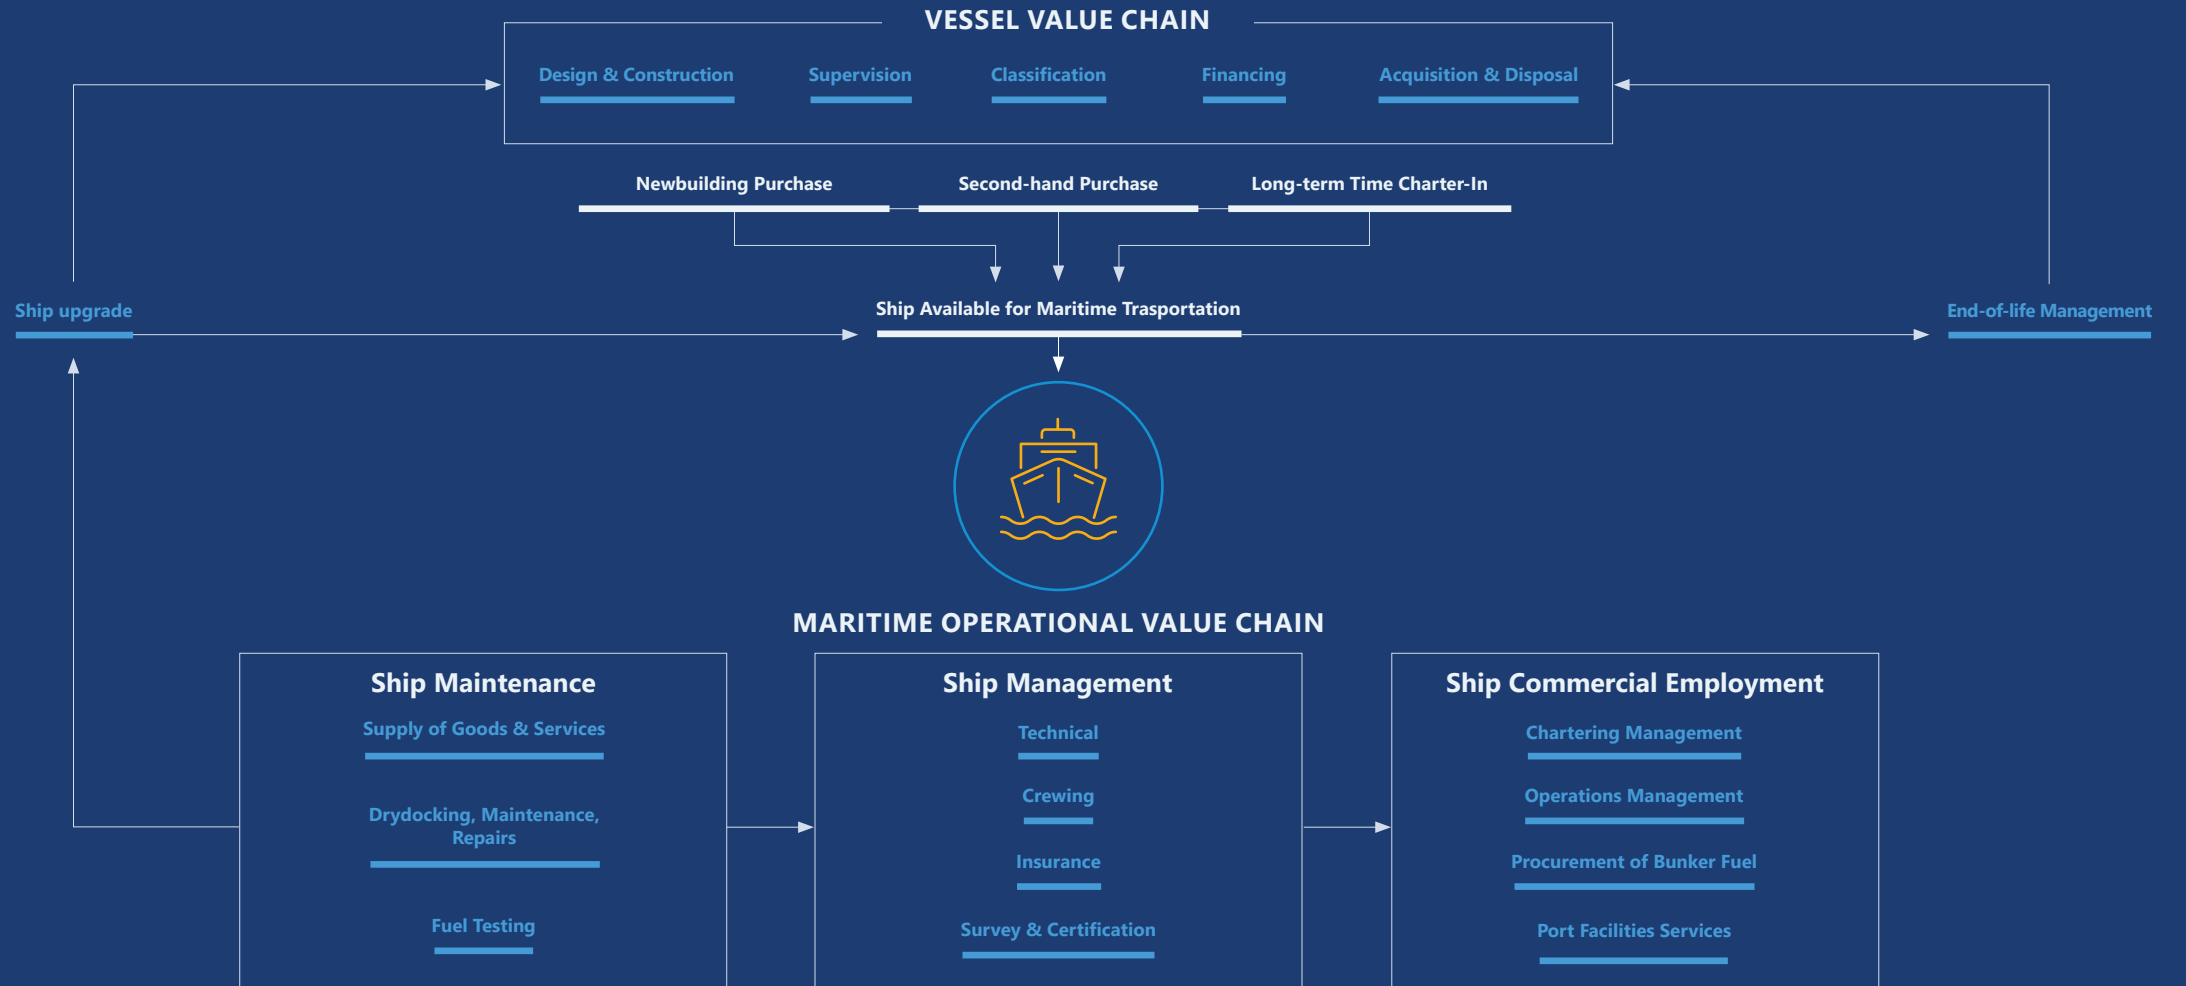 VESSEL VALUE CHAIN
Design & Construction
Supervision
Classification
Financing
Acquisition & Disposal
Newbuilding Purchase
Second-hand Purchase
Long-term Time Charter-In
Ship upgrade
Ship Available for Maritime Trasportation
End-of-life Management
MARITIME OPERATIONAL VALUE CHAIN
Ship Maintenance
Supply of Goods & Services
Drydocking, Maintenance,
Repairs
Fuel Testing
Ship Management
Technical
Crewing
Insurance
Survey & Certification
Ship Commercial Employment
Chartering Management
Operations Management
Procurement of Bunker Fuel
Port Facilities Services